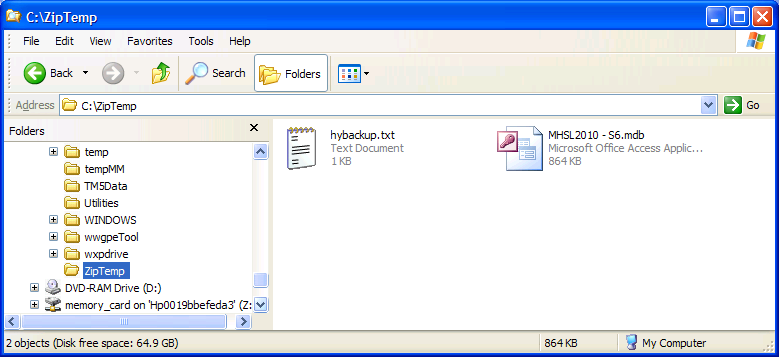 C:\ZipTemp
File Edit View Favorites Tools Help
Back Search Folders
Address C:\ZipTemp Go
Folders
temp
tempMM
TM5Data
Utilities
WINDOWS
wwgpeTool
wxpdrive
ZipTemp
DVD-RAM Drive (D:)
memory_card on 'Hp0019bbefeda3' (Z:
hybackup.txt
Text Document
1 KB
MHSL2010 - S6.mdb
Microsoft Office Access Applic...
864 KB
2 objects (Disk free space: 64.9 GB) 864 KB My Computer